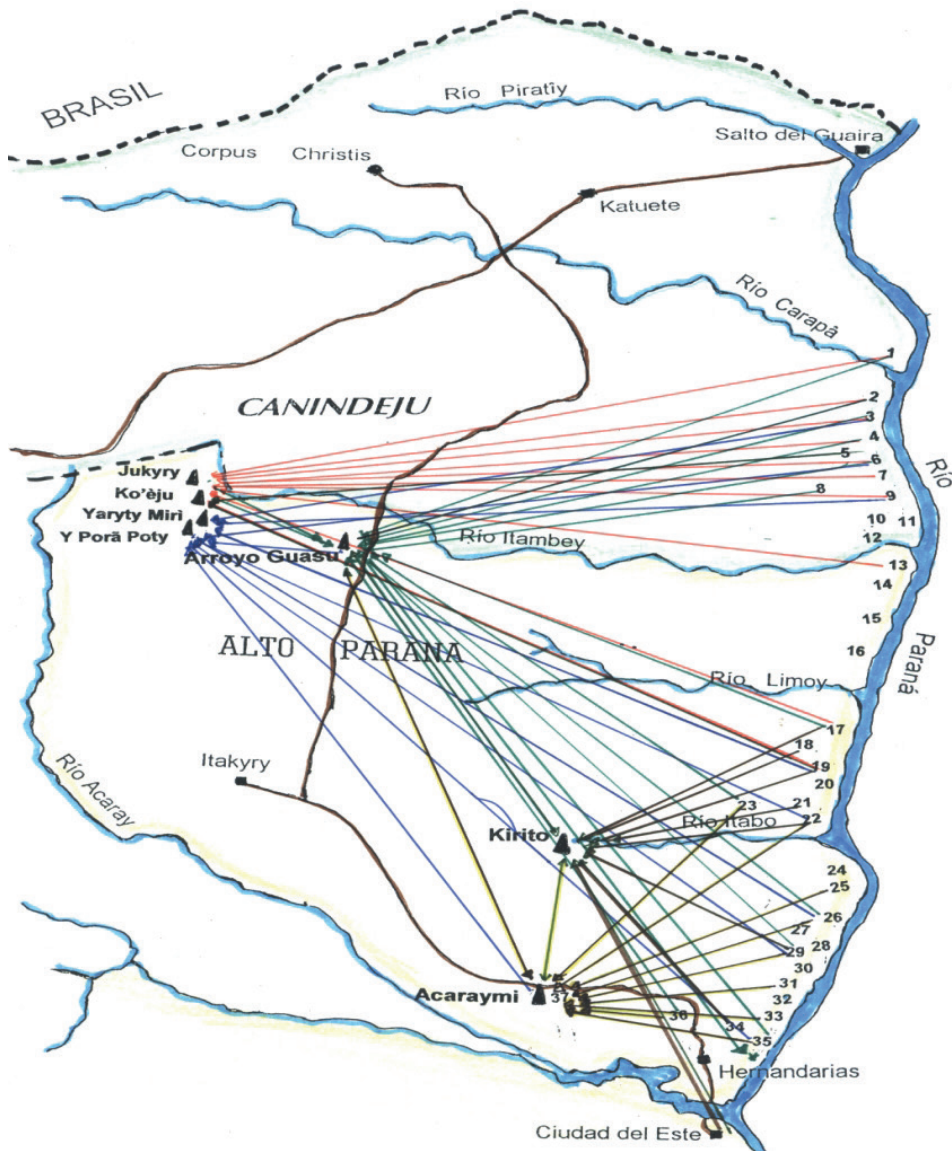 BRASIL
Río Piratîy
Salto del Guaira
Corpus Christis
Katuete
Río Carapâ
1
CANINDEJU
2
3
4
5
6
Jukyry
7
Ko'èju
8
9
Río
Yaryty Mirì
10
11
Y Porã Poty
Río Itambey
12
Arroyo Guasu
13
14
15
ALTO PARANA
16
Paraná
Río Limoy
17
18
Río Acaray
Itakyry
19
20
23
21
22
Kirito
Río Itabo
24
25
26
27
28
29
30
Acaraymi
37
31
32
36
33
34
35
Hernandarias
Ciudad del Este